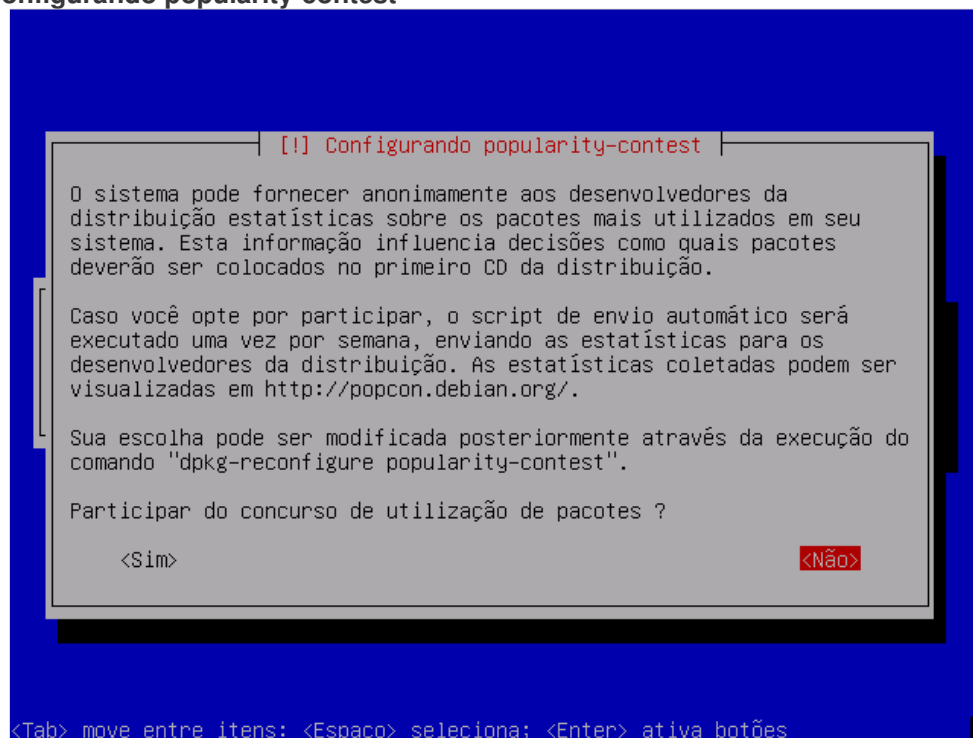 onfigurando popularity-contest
[!] Configurando popularity-contest
O sistema pode fornecer anonimamente aos desenvolvedores da
distribuição estatísticas sobre os pacotes mais utilizados em seu
sistema. Esta informação influencia decisões como quais pacotes
deverão ser colocados no primeiro CD da distribuição.
Caso você opte por participar, o script de envio automático será
executado uma vez por semana, enviando as estatísticas para os
desenvolvedores da distribuição. As estatísticas coletadas podem ser
visualizadas em http://popcon.debian.org/.
Sua escolha pode ser modificada posteriormente através da execução do
comando "dpkg-reconfigure popularity-contest".
Participar do concurso de utilização de pacotes ?
<Sim> <Não>
<Tab> move entre itens; <Espaço> seleciona; <Enter> ativa botões